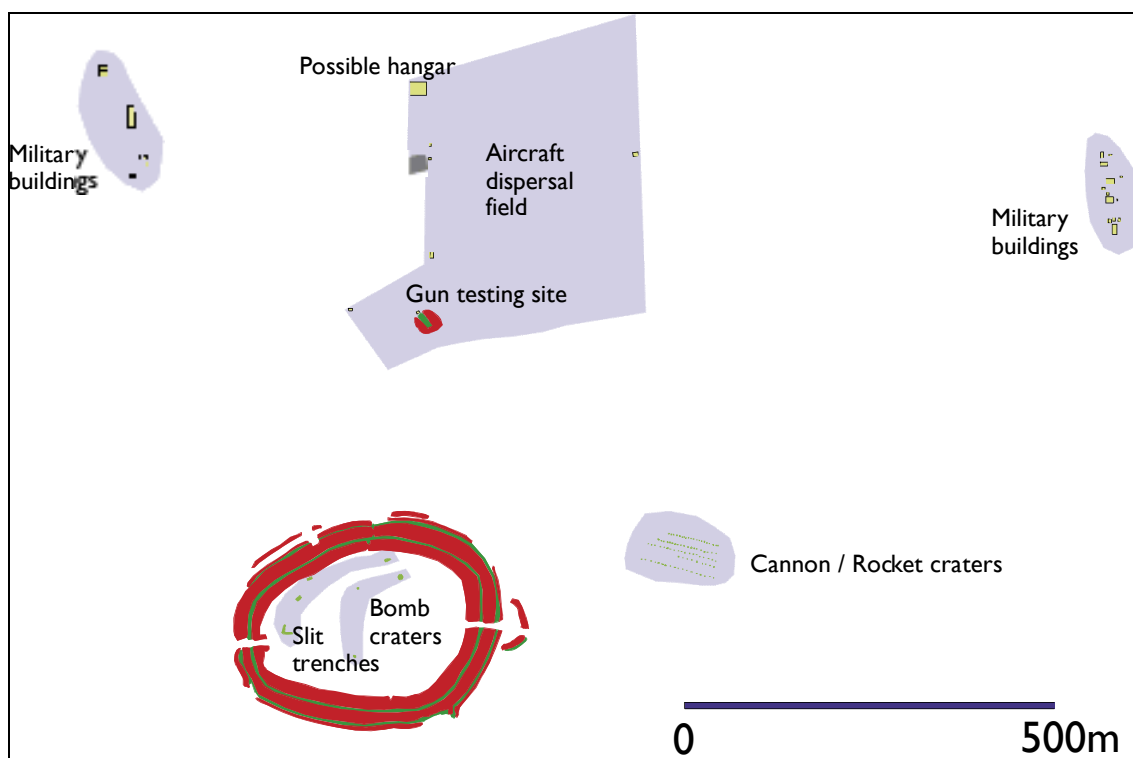 Possible hangar
Military
buildings
Aircraft
dispersal
field
Military
buildings
Gun testing site
Cannon / Rocket craters
Bomb
craters
Slit
trenches
0
500m